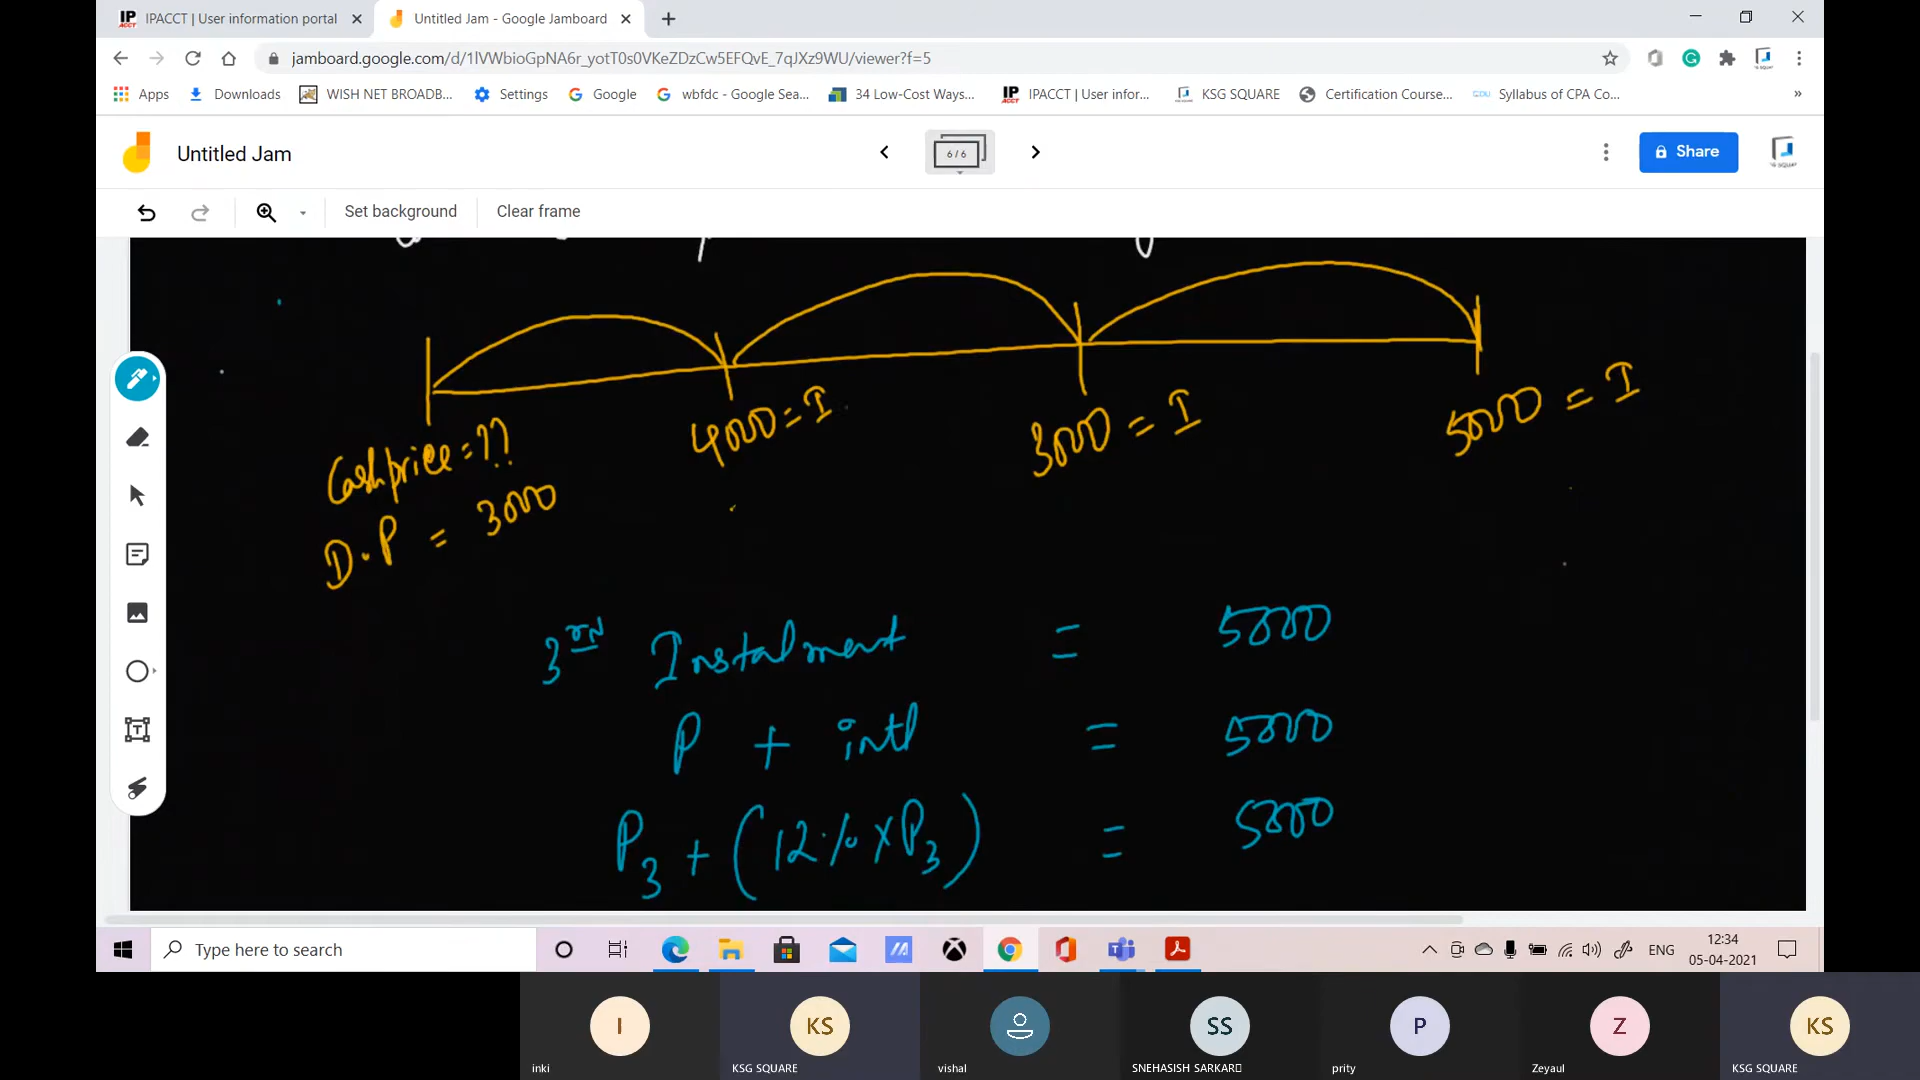 IPACCT | User information portal
Untitled Jam - Google Jamboard
jamboard.google.com/d/1lVWbioGpNA6r_yotT0s0VKeZDzCw5EFQvE_7qJXz9WU/viewer?f=5
Apps Downloads WISH NET BROADB... Settings Google wbfdc - Google Sea... 34 Low-Cost Ways... IPACCT | User infor... KSG SQUARE Certification Course... Syllabus of CPA Co... »
Untitled Jam
6 / 6
Share
Set background Clear frame
Cash price = ??
4000 = I
3000 = I
5000 = I
D.P = 3000
3rd Instalment = 5000
P + intt = 5000
P3 + (12% x P3) = 5000
Type here to search
ENG
12:34
05-04-2021
I KS SS P Z KS
inki KSG SQUARE vishal SNEHASISH SARKAR prity Zeyaul KSG SQUARE